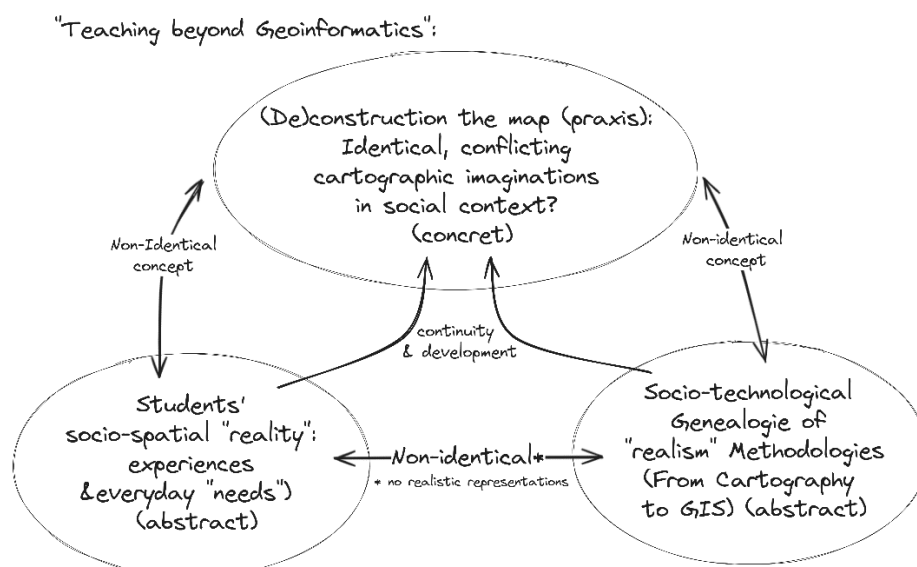 "Teaching beyond Geoinformatics":
(De)construction the map (praxis):
Identical, conflicting
cartographic imaginations
in social context?
(concret)
Non-Identical
concept
Non-identical
concept
continuity
& development
Students'
socio-spatial "reality":
experiences
&everyday "needs")
(abstract)
Non-identical*
* no realistic representations
Socio-technological
Genealogie of
"realism" Methodologies
(From Cartography
to GIS) (abstract)